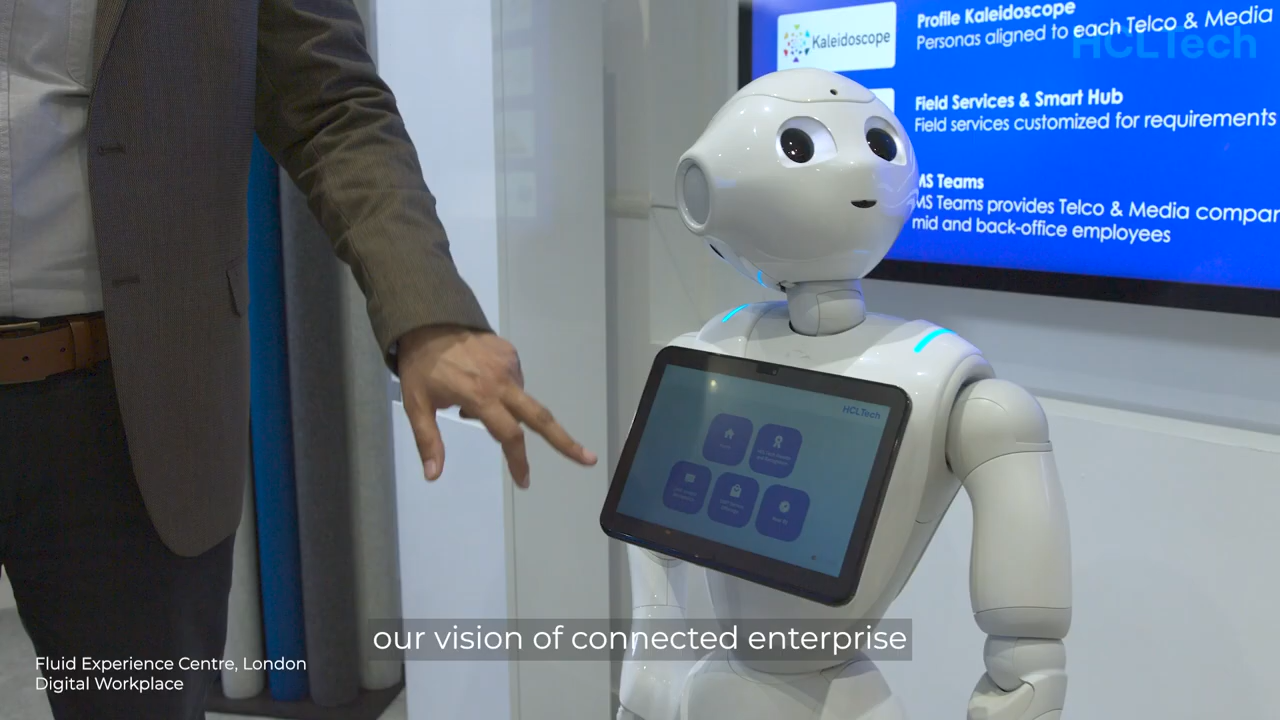 Kaleidoscope
Profile Kaleidoscope
Personas aligned to each Telco & Media
HCLTech
Field Services & Smart Hub
Field services customized for requirements
MS Teams
MS Teams provides Telco & Media
mid and back-office employees
HCLTech
our vision of connected enterprise
Fluid Experience Centre, London
Digital Workplace